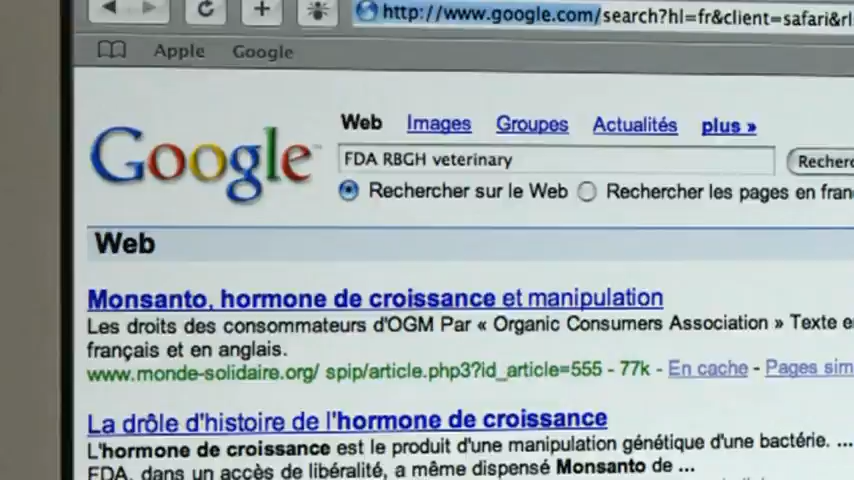 http://www.google.com/search?hl=fr&client=safari&rl
Apple Google
Web Images Groupes Actualités plus »
Google™
FDA RBGH veterinary
Recherc
Rechercher sur le Web Rechercher les pages en fran
Web
Monsanto, hormone de croissance et manipulation
Les droits des consommateurs d'OGM Par « Organic Consumers Association » Texte e
français et en anglais.
www.monde-solidaire.org/ spip/article.php3?id_article=555 - 77k - En cache - Pages sim
La drôle d'histoire de l'hormone de croissance
L'hormone de croissance est le produit d'une manipulation génétique d'une bactérie. ...
FDA, dans un accès de libéralité, a même dispensé Monsanto de ...